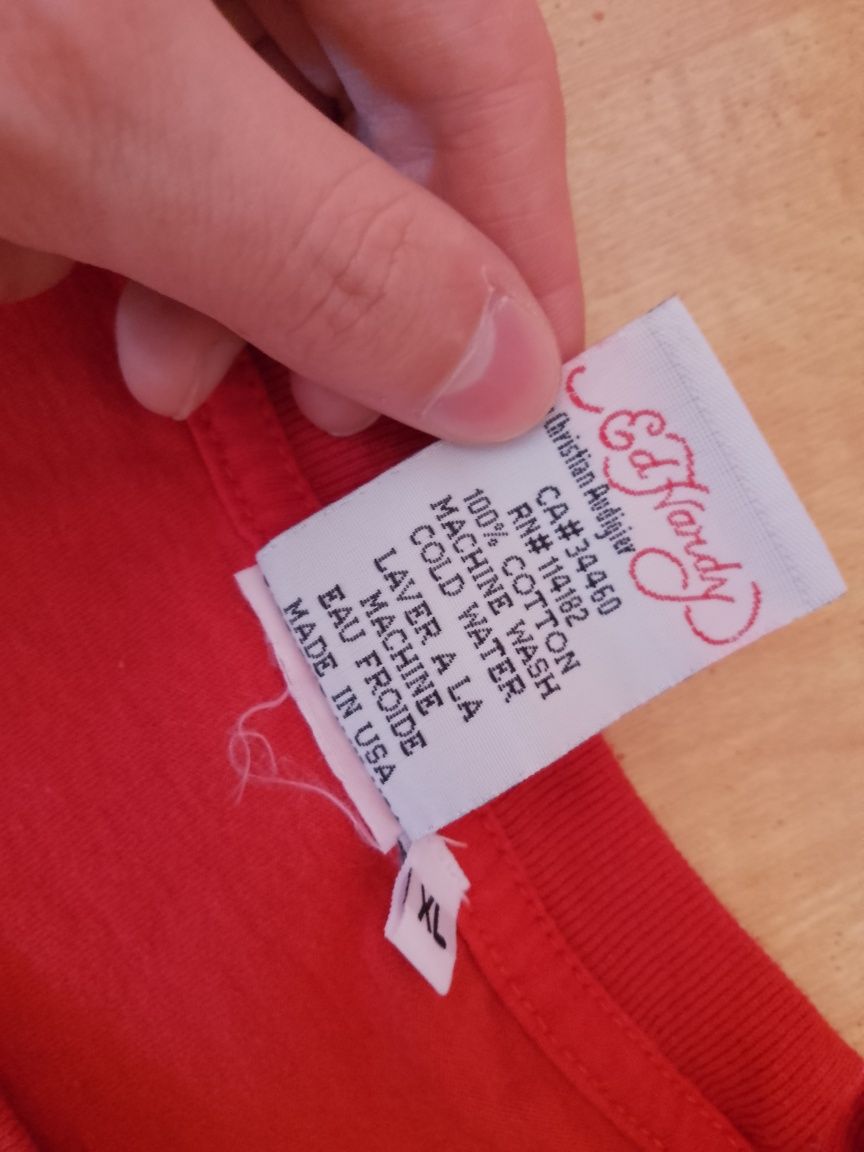 Ed Hardy
Christian Audigier
CA# 34460
RN# 114182
100% COTTON
MACHINE WASH
COLD WATER
LAVER A LA
MACHINE
EAU FROIDE
MADE IN USA
XL